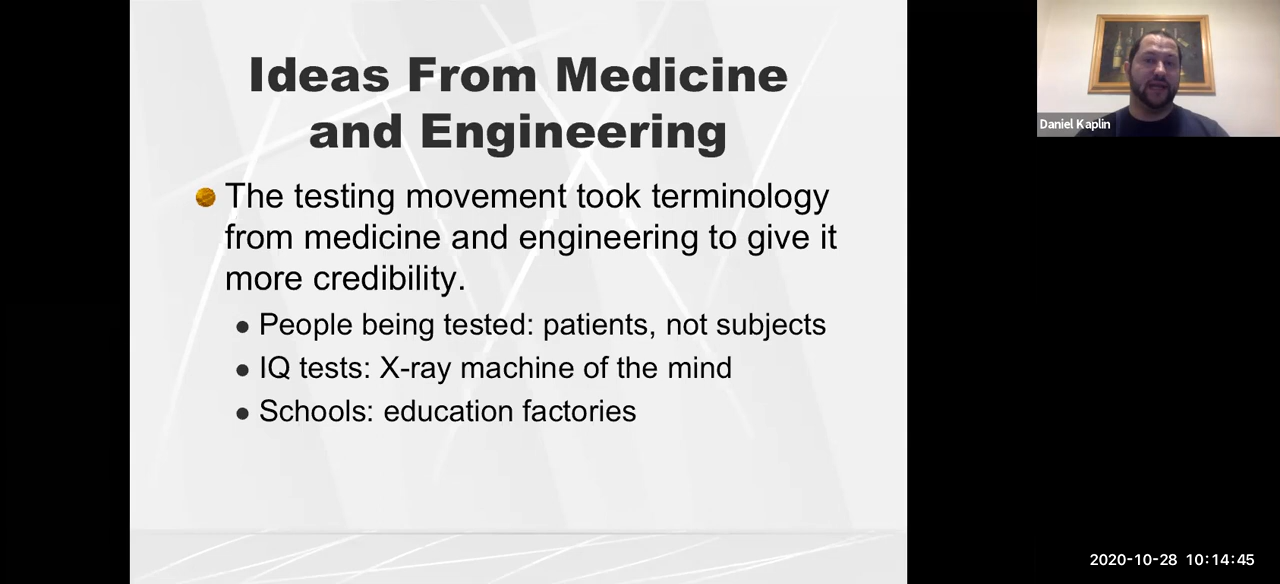 Ideas From Medicine
and Engineering
The testing movement took terminology
from medicine and engineering to give it
more credibility.
People being tested: patients, not subjects
IQ tests: X-ray machine of the mind
Schools: education factories
Daniel Kaplin
2020-10-28 10:14:45